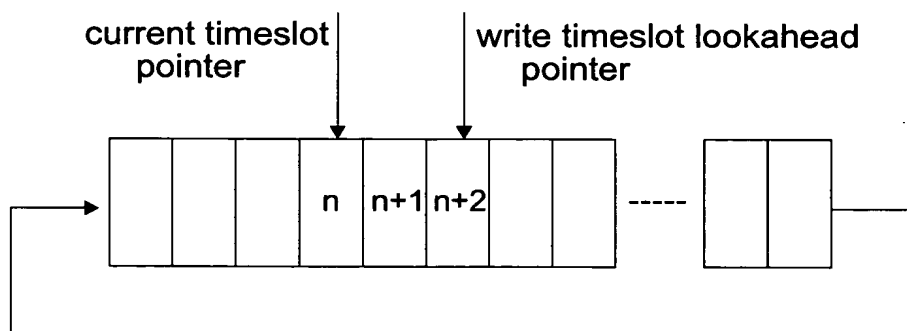 current timeslot
pointer
write timeslot lookahead
pointer
n n+1 n+2